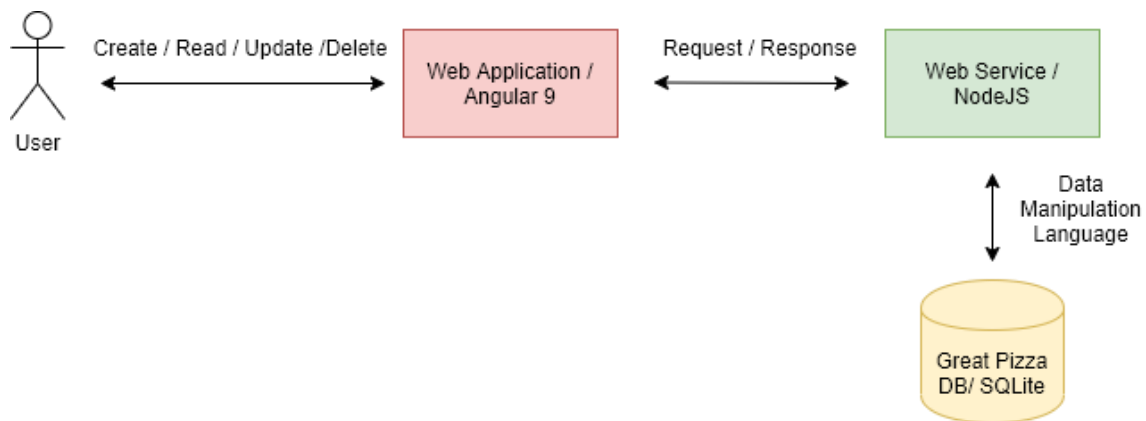 Create / Read / Update /Delete
User
Web Application /
Angular 9
Request / Response
Web Service /
NodeJS
Data
Manipulation
Language
Great Pizza
DB/ SQLite